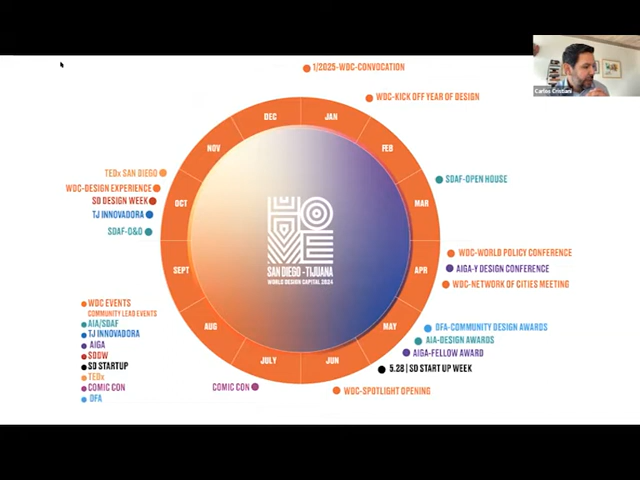 Carlos Cristiani
1/2025-WDC-CONVOCATION
WDC-KICK OFF YEAR OF DESIGN
DEC
JAN
NOV
FEB
TEDx SAN DIEGO
SDAF-OPEN HOUSE
WDC-DESIGN EXPERIENCE
SD DESIGN WEEK
OCT
MAR
TJ INNOVADORA
SDAF-O&O
HOME
SAN DIEGO - TIJUANA
WORLD DESIGN CAPITAL 2024
WDC-WORLD POLICY CONFERENCE
SEPT
APR
AIGA-Y DESIGN CONFERENCE
WDC-NETWORK OF CITIES MEETING
WDC EVENTS
COMMUNITY LEAD EVENTS
AIA/SDAF
TJ INNOVADORA
AIGA
SDDW
SD STARTUP
TEDx
COMIC CON
DFA
AUG
MAY
DFA-COMMUNITY DESIGN AWARDS
AIA-DESIGN AWARDS
AIGA-FELLOW AWARD
JULY
JUN
5.28 | SD START UP WEEK
COMIC CON
WDC-SPOTLIGHT OPENING